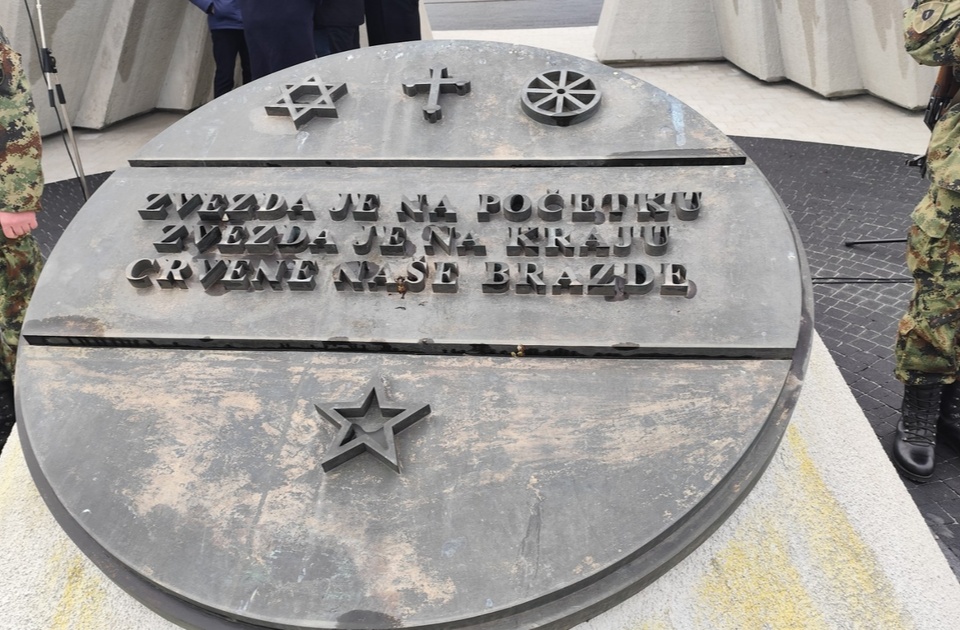 ZVEZDA JE NA POČETKU
ZVEZDA JE NA KRAJU
CRVENE NAŠE BRAZDE